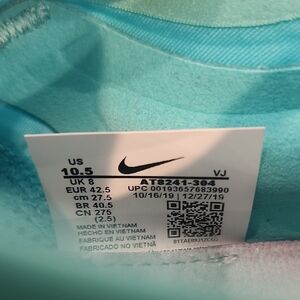 US
10.5 VJ
UK 8 AT8241-304
EUR 42.5 UPC 00193657683990
cm 27.5 10/16/19 12/27/19
BR 40.5
CN 275
(2.5)
MADE IN VIETNAM
HECHO EN VIETNAM
FABRIQUE AU VIETNAM
FABRICADO NO VIETNÃ